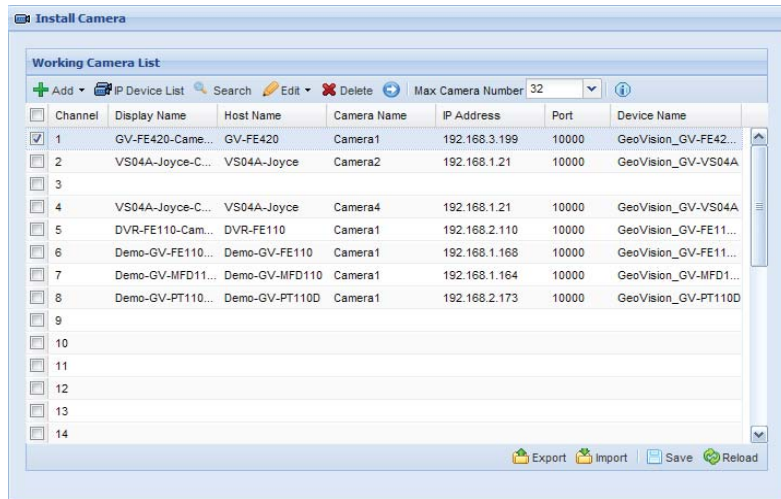 Install Camera
Working Camera List
Add IP Device List Search Edit Delete Max Camera Number 32
Channel Display Name Host Name Camera Name IP Address Port Device Name
1 GV-FE420-Came... GV-FE420 Camera1 192.168.3.199 10000 GeoVision_GV-FE42...
2 VS04A-Joyce-C... VS04A-Joyce Camera2 192.168.1.21 10000 GeoVision_GV-VS04A
3
4 VS04A-Joyce-C... VS04A-Joyce Camera4 192.168.1.21 10000 GeoVision_GV-VS04A
5 DVR-FE110-Cam... DVR-FE110 Camera1 192.168.2.110 10000 GeoVision_GV-FE11...
6 Demo-GV-FE110... Demo-GV-FE110 Camera1 192.168.1.168 10000 GeoVision_GV-FE11...
7 Demo-GV-MFD11... Demo-GV-MFD110 Camera1 192.168.1.164 10000 GeoVision_GV-MFD1...
8 Demo-GV-PT110... Demo-GV-PT110D Camera1 192.168.2.173 10000 GeoVision_GV-PT110D
9
10
11
12
13
14
Export Import Save Reload